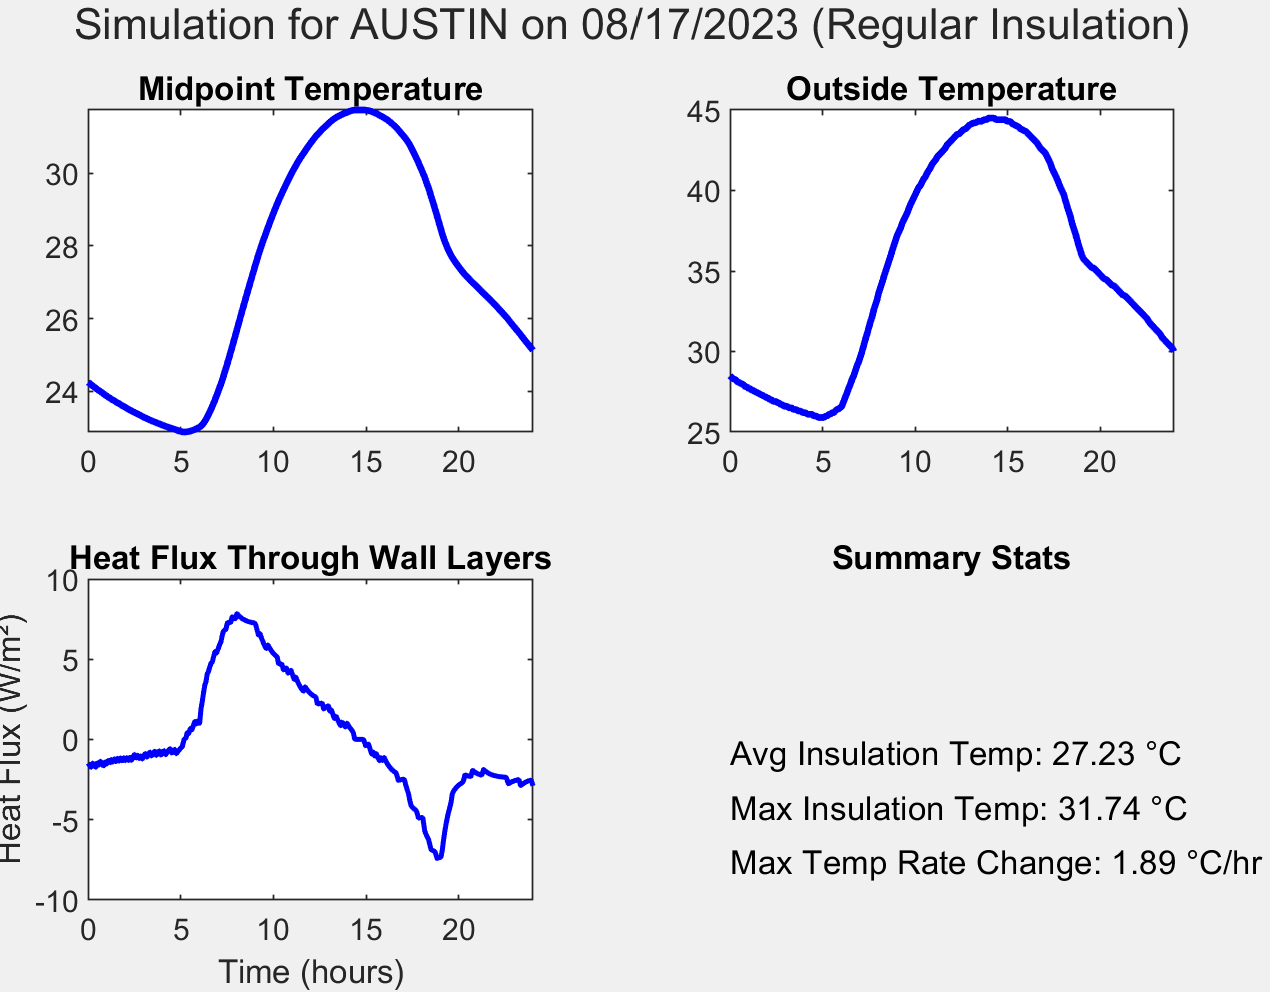 Simulation for AUSTIN on 08/17/2023 (Regular Insulation)
Midpoint Temperature
30
28
26
24
0 5 10 15 20
Outside Temperature
45
40
35
30
25
0 5 10 15 20
Heat Flux Through Wall Layers
Heat Flux (W/m²)
10
5
0
-5
-10
0 5 10 15 20
Time (hours)
Summary Stats
Avg Insulation Temp: 27.23 °C
Max Insulation Temp: 31.74 °C
Max Temp Rate Change: 1.89 °C/hr